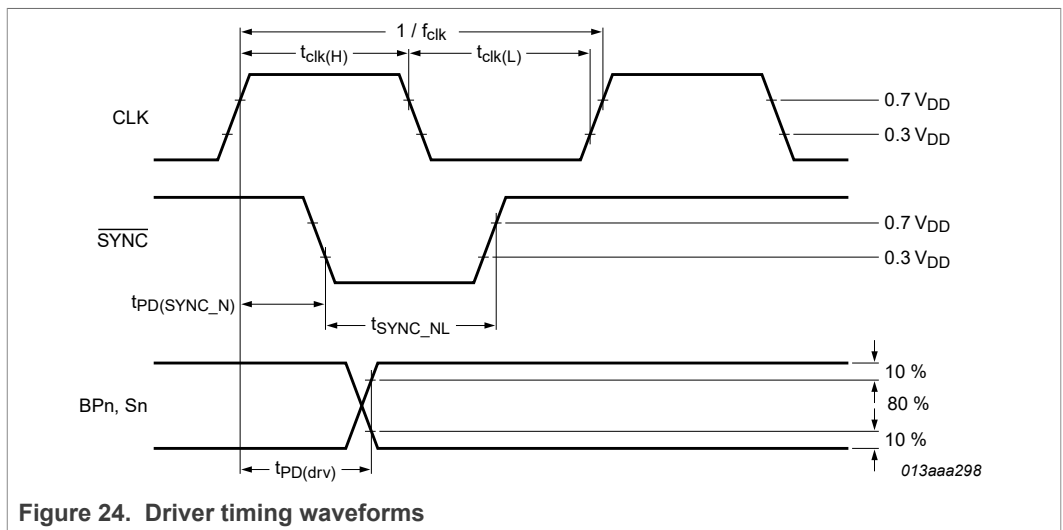 1 / fclk
tclk(H)
tclk(L)
CLK
0.7 VDD
0.3 VDD
SYNC
0.7 VDD
0.3 VDD
tPD(SYNC_N)
tSYNC_NL
BPn, Sn
10 %
80 %
10 %
tPD(drv)
013aaa298
Figure 24. Driver timing waveforms